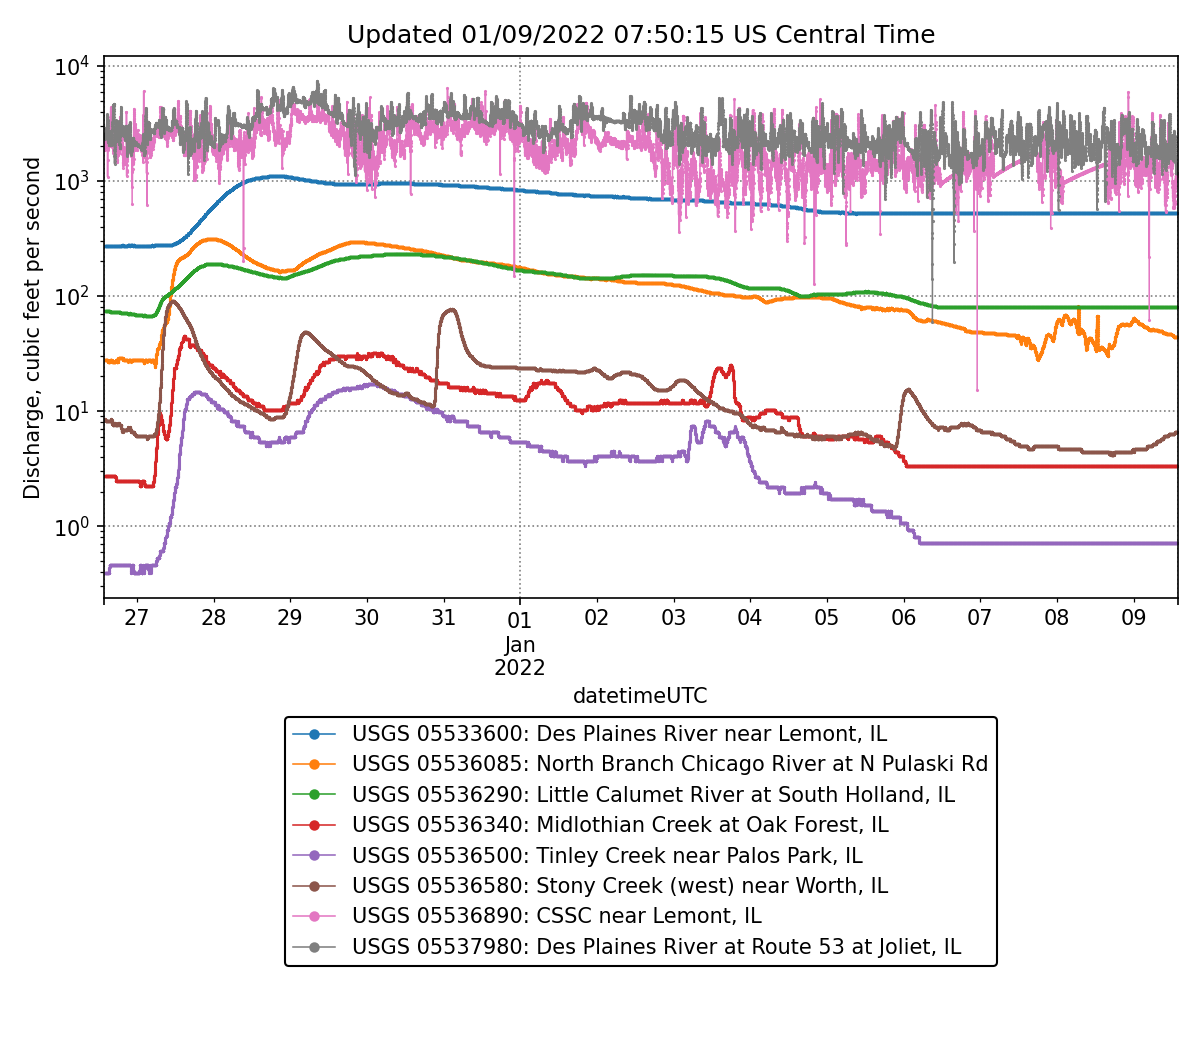 Updated 01/09/2022 07:50:15 US Central Time
Discharge, cubic feet per second
10^4
10^3
10^2
10^1
10^0
27 28 29 30 31 01 02 03 04 05 06 07 08 09
Jan
2022
datetimeUTC
USGS 05533600: Des Plaines River near Lemont, IL
USGS 05536085: North Branch Chicago River at N Pulaski Rd
USGS 05536290: Little Calumet River at South Holland, IL
USGS 05536340: Midlothian Creek at Oak Forest, IL
USGS 05536500: Tinley Creek near Palos Park, IL
USGS 05536580: Stony Creek (west) near Worth, IL
USGS 05536890: CSSC near Lemont, IL
USGS 05537980: Des Plaines River at Route 53 at Joliet, IL